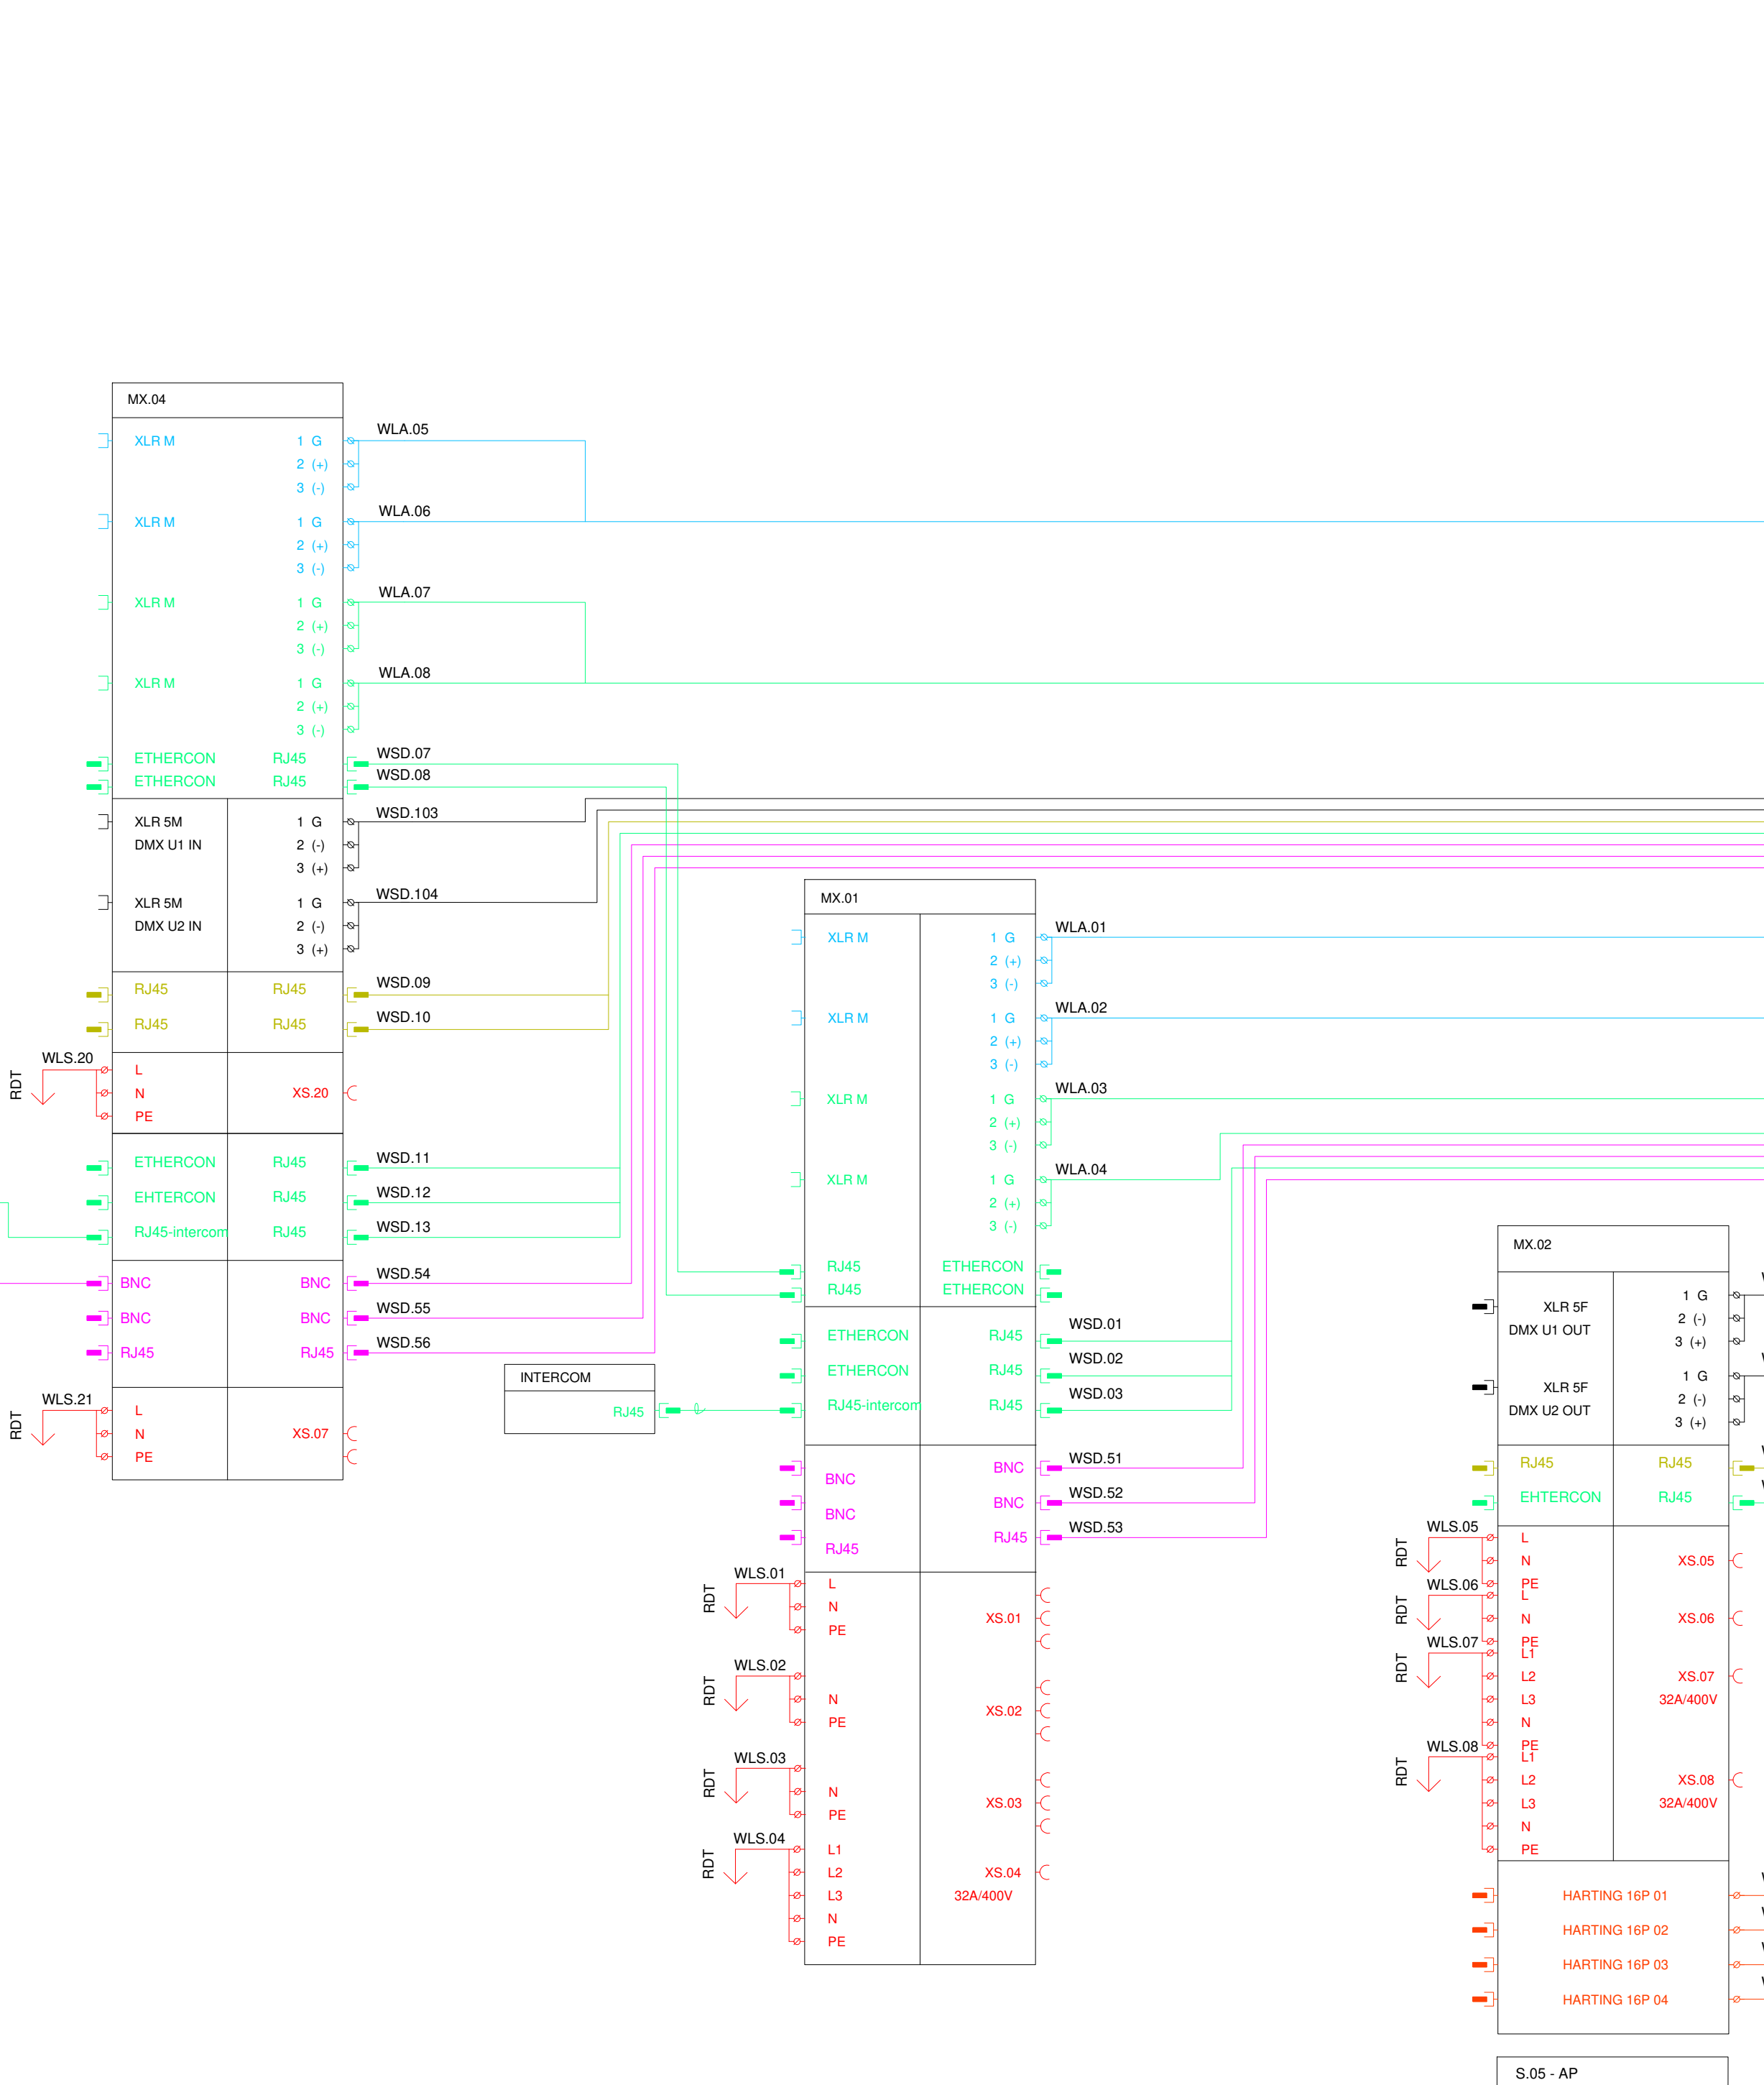 MX.04
WLA.05
XLR M 1 G
2 (+)
3 (-)
WLA.06
XLR M 1 G
2 (+)
3 (-)
WLA.07
XLR M 1 G
2 (+)
3 (-)
WLA.08
XLR M 1 G
2 (+)
3 (-)
WSD.07
ETHERCON RJ45
WSD.08
ETHERCON RJ45
WSD.103
XLR 5M 1 G
DMX U1 IN 2 (-)
3 (+)
WSD.104
XLR 5M 1 G
DMX U2 IN 2 (-)
3 (+)
WSD.09
RJ45 RJ45
WSD.10
RJ45 RJ45
WLS.20
RDT
L
N XS.20
PE
WSD.11
ETHERCON RJ45
WSD.12
EHTERCON RJ45
WSD.13
RJ45-intercom RJ45
WSD.54
BNC BNC
WSD.55
BNC BNC
WSD.56
RJ45 RJ45
WLS.21
RDT
L
N XS.07
PE
INTERCOM
RJ45
MX.01
WLA.01
XLR M 1 G
2 (+)
3 (-)
WLA.02
XLR M 1 G
2 (+)
3 (-)
WLA.03
XLR M 1 G
2 (+)
3 (-)
WLA.04
XLR M 1 G
2 (+)
3 (-)
RJ45 ETHERCON
RJ45 ETHERCON
WSD.01
ETHERCON RJ45
WSD.02
ETHERCON RJ45
WSD.03
RJ45-intercom RJ45
WSD.51
BNC BNC
WSD.52
BNC BNC
WSD.53
RJ45 RJ45
WLS.01
RDT
L
N XS.01
PE
WLS.02
RDT
N XS.02
PE
WLS.03
RDT
N XS.03
PE
WLS.04
RDT
L1
L2 XS.04
L3 32A/400V
N
PE
MX.02
1 G
XLR 5F 2 (-)
DMX U1 OUT 3 (+)
1 G
XLR 5F 2 (-)
DMX U2 OUT 3 (+)
RJ45 RJ45
EHTERCON RJ45
WLS.05
RDT
L
N XS.05
PE
WLS.06
RDT
L
N XS.06
PE
WLS.07
RDT
L1
L2 XS.07
L3 32A/400V
N
PE
WLS.08
RDT
L1
L2 XS.08
L3 32A/400V
N
PE
HARTING 16P 01
HARTING 16P 02
HARTING 16P 03
HARTING 16P 04
S.05 - AP